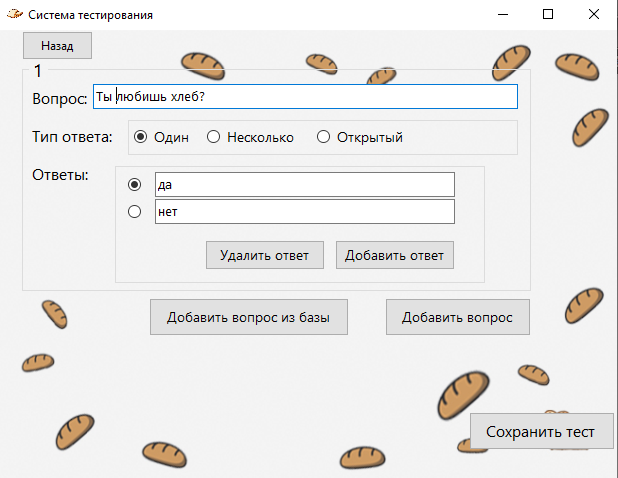 Система тестирования
Назад
1
Вопрос: Ты любишь хлеб?
Тип ответа: Один Несколько Открытый
Ответы: да
нет
Удалить ответ Добавить ответ
Добавить вопрос из базы Добавить вопрос
Сохранить тест